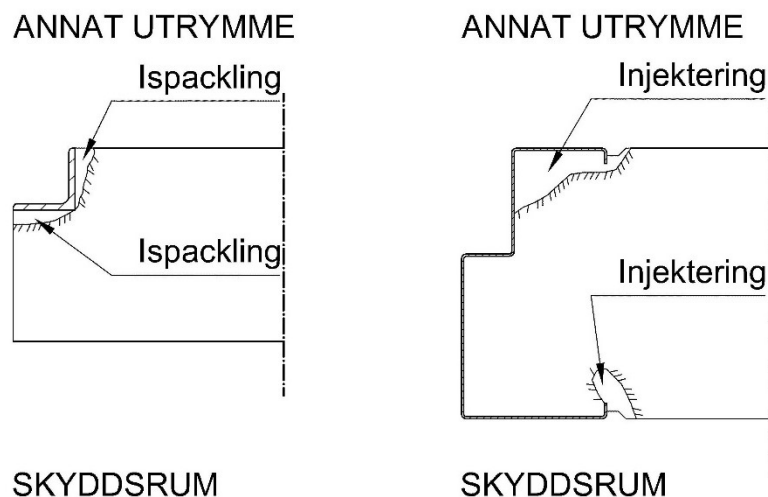 ANNAT UTRYMME
Ispackling
Ispackling
SKYDDSRUM
ANNAT UTRYMME
Injektering
Injektering
SKYDDSRUM